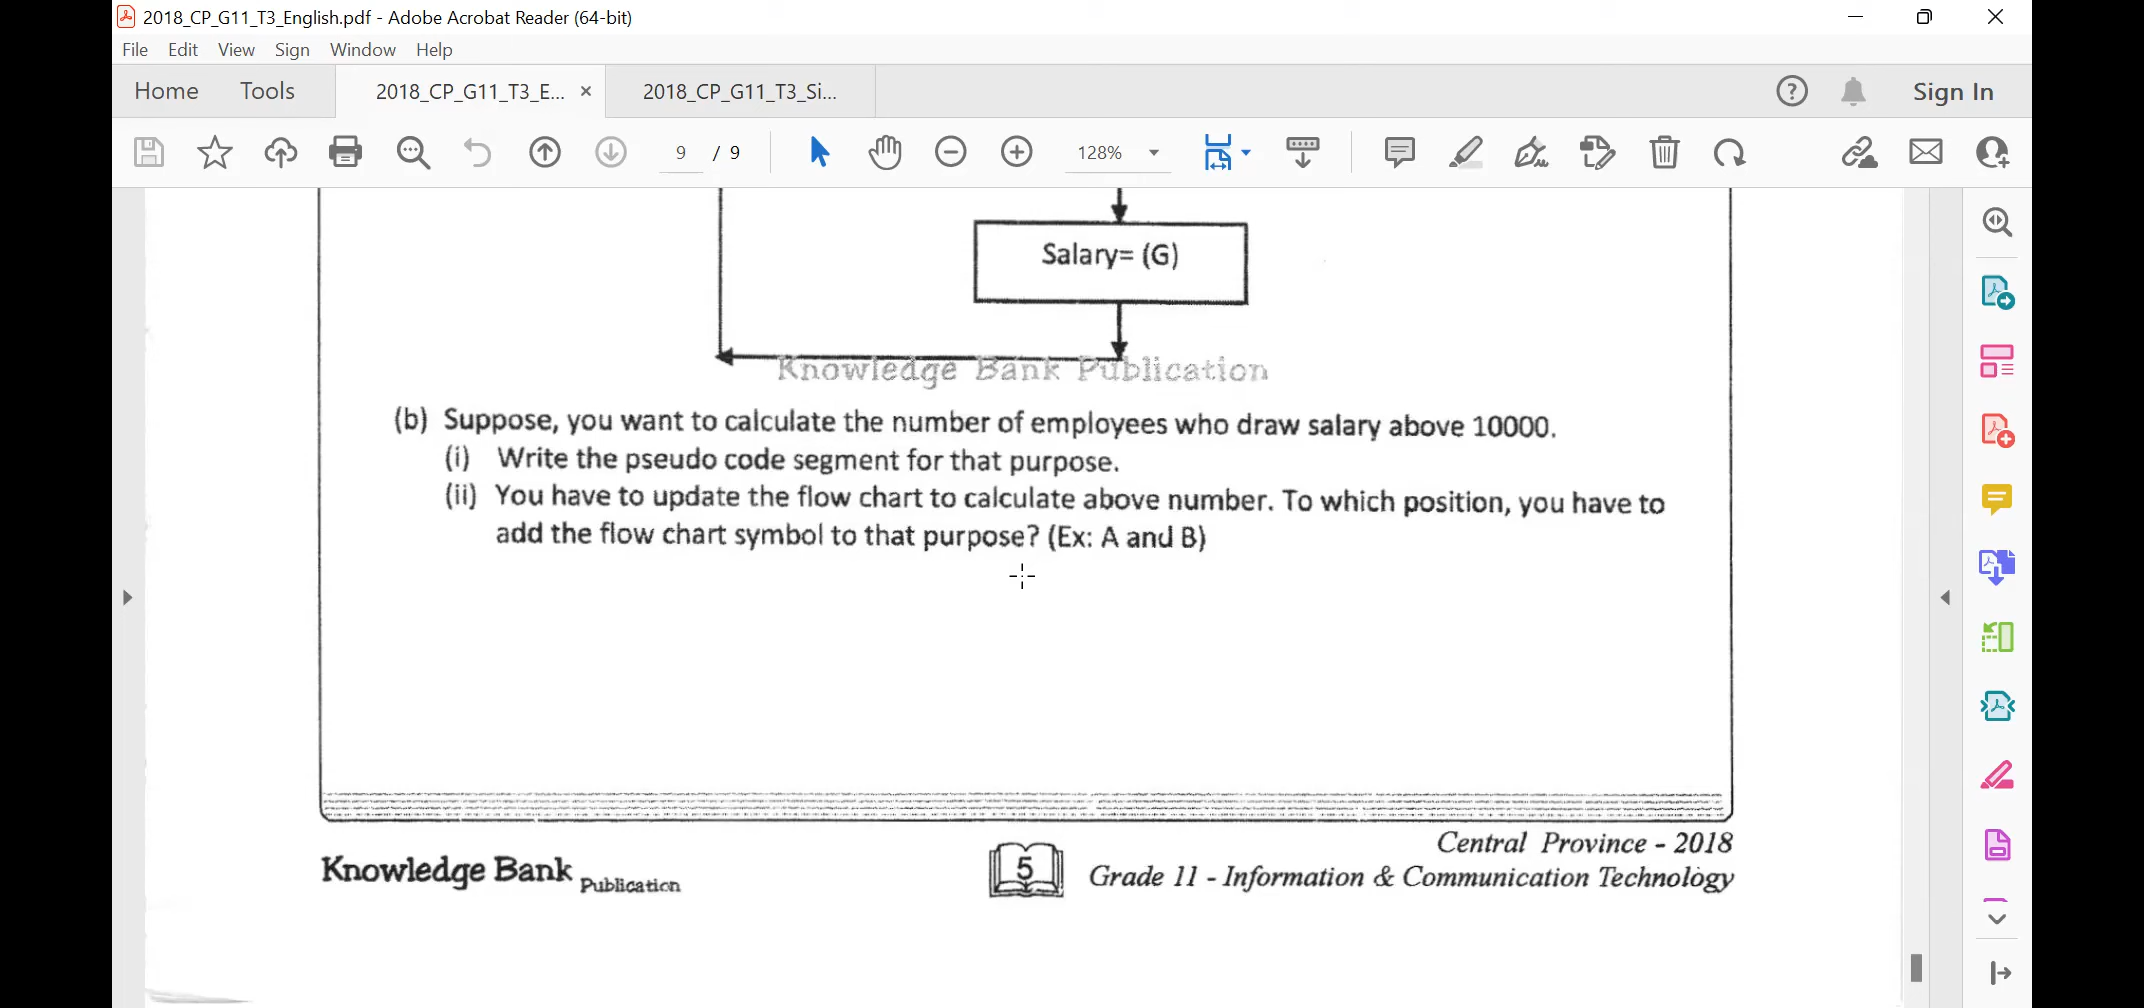 2018_CP_G11_T3_English.pdf - Adobe Acrobat Reader (64-bit)
File Edit View Sign Window Help
Home Tools 2018_CP_G11_T3_E... × 2018_CP_G11_T3_Si... Sign In
9 / 9 128%
Salary= (G)
Knowledge Bank Publication
(b) Suppose, you want to calculate the number of employees who draw salary above 10000.
(i) Write the pseudo code segment for that purpose.
(ii) You have to update the flow chart to calculate above number. To which position, you have to
add the flow chart symbol to that purpose? (Ex: A and B)
Knowledge Bank Publication
5
Central Province - 2018
Grade 11 - Information & Communication Technology